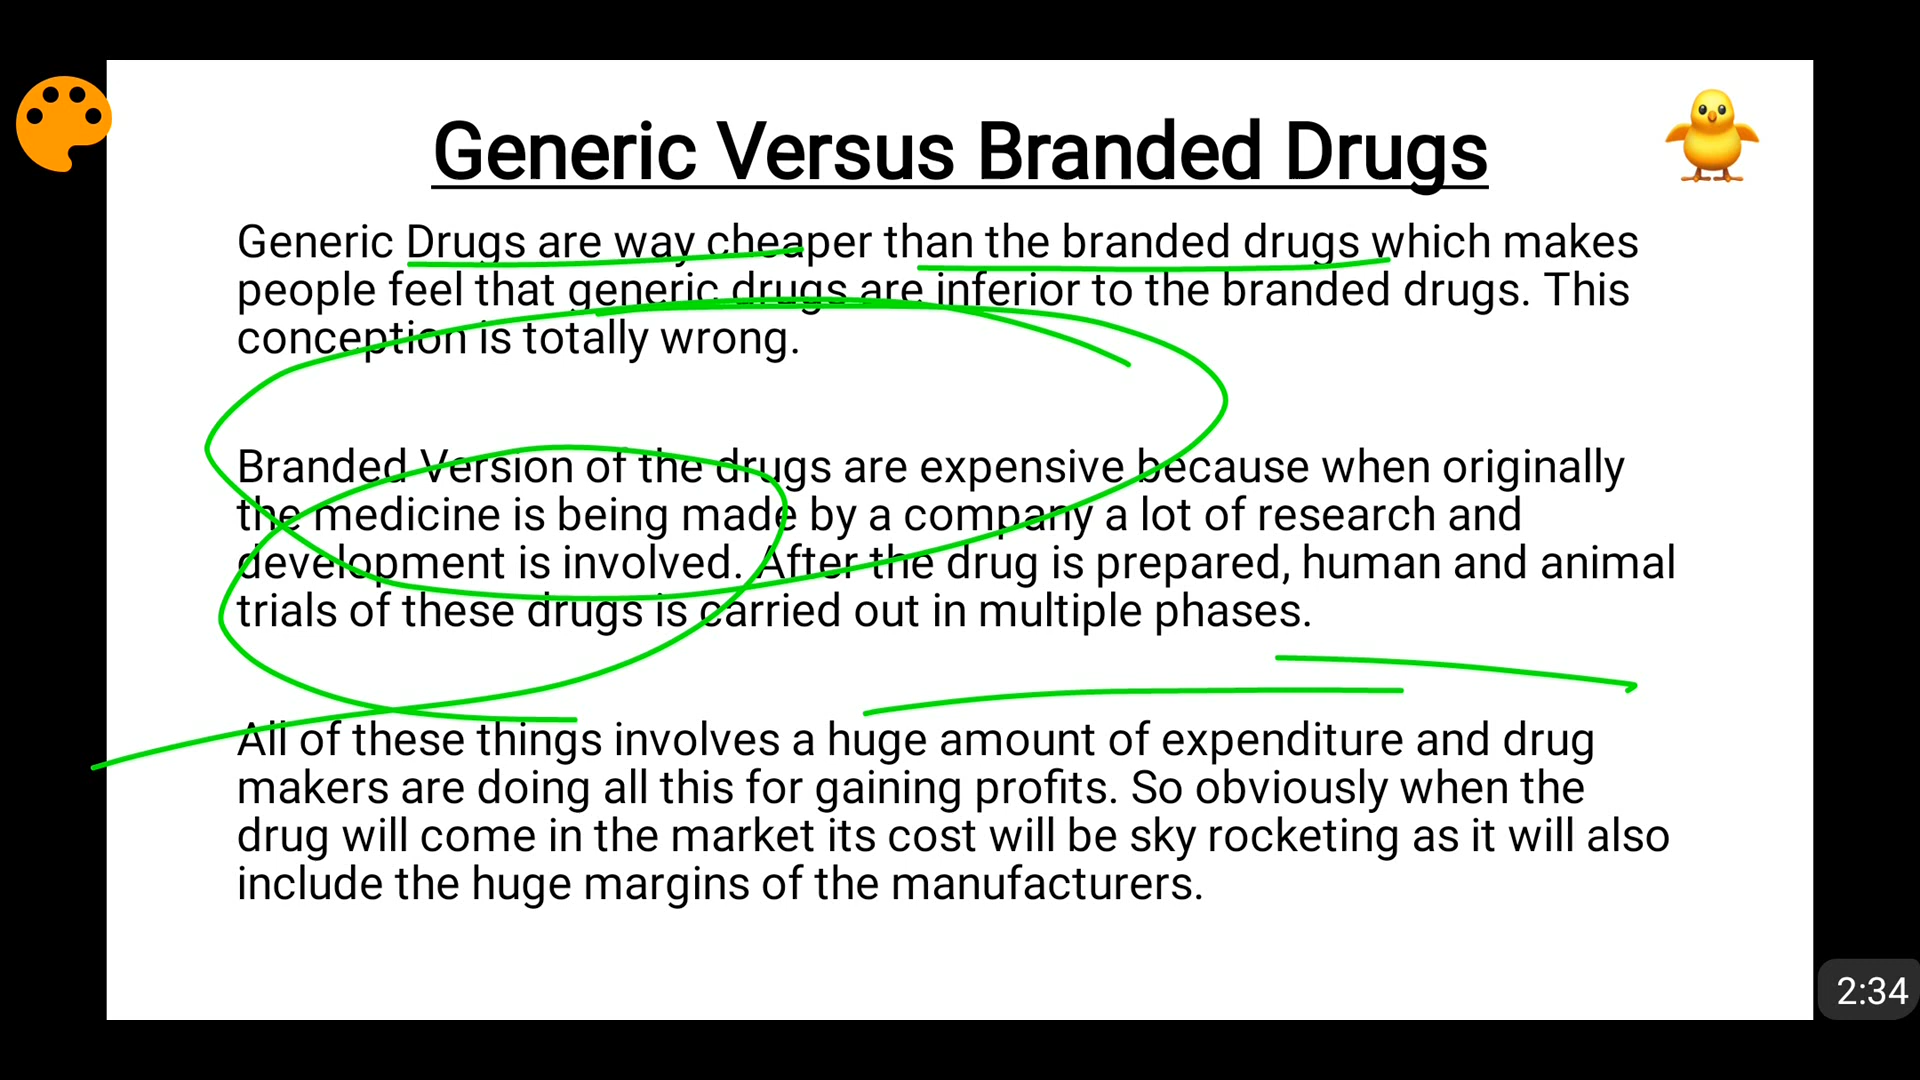 Generic Versus Branded Drugs
Generic Drugs are way cheaper than the branded drugs which makes
people feel that generic drugs are inferior to the branded drugs. This
conception is totally wrong.
Branded Version of the drugs are expensive because when originally
the medicine is being made by a company a lot of research and
development is involved. After the drug is prepared, human and animal
trials of these drugs is carried out in multiple phases.
All of these things involves a huge amount of expenditure and drug
makers are doing all this for gaining profits. So obviously when the
drug will come in the market its cost will be sky rocketing as it will also
include the huge margins of the manufacturers.
2:34